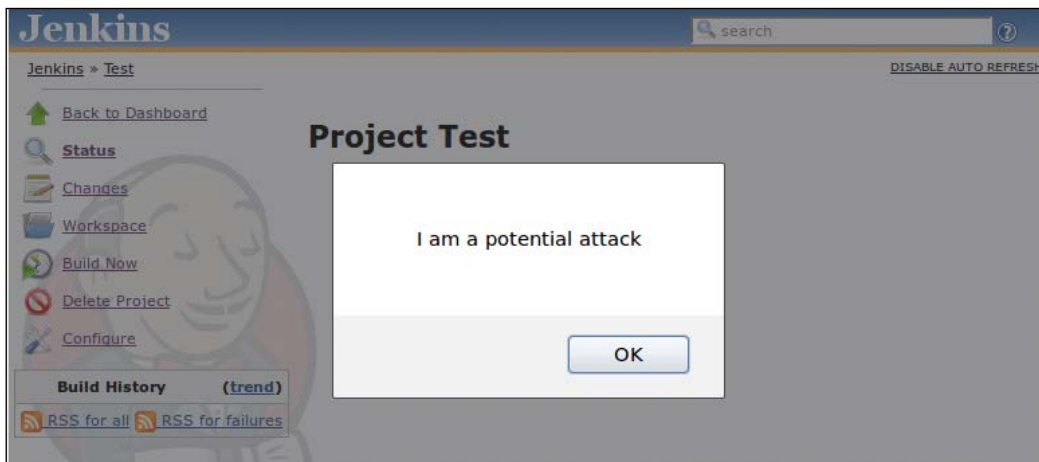 Jenkins
search
Jenkins » Test
DISABLE AUTO REFRESH
Back to Dashboard
Status
Changes
Workspace
Build Now
Delete Project
Configure
Build History (trend)
RSS for all RSS for failures
Project Test
I am a potential attack
OK